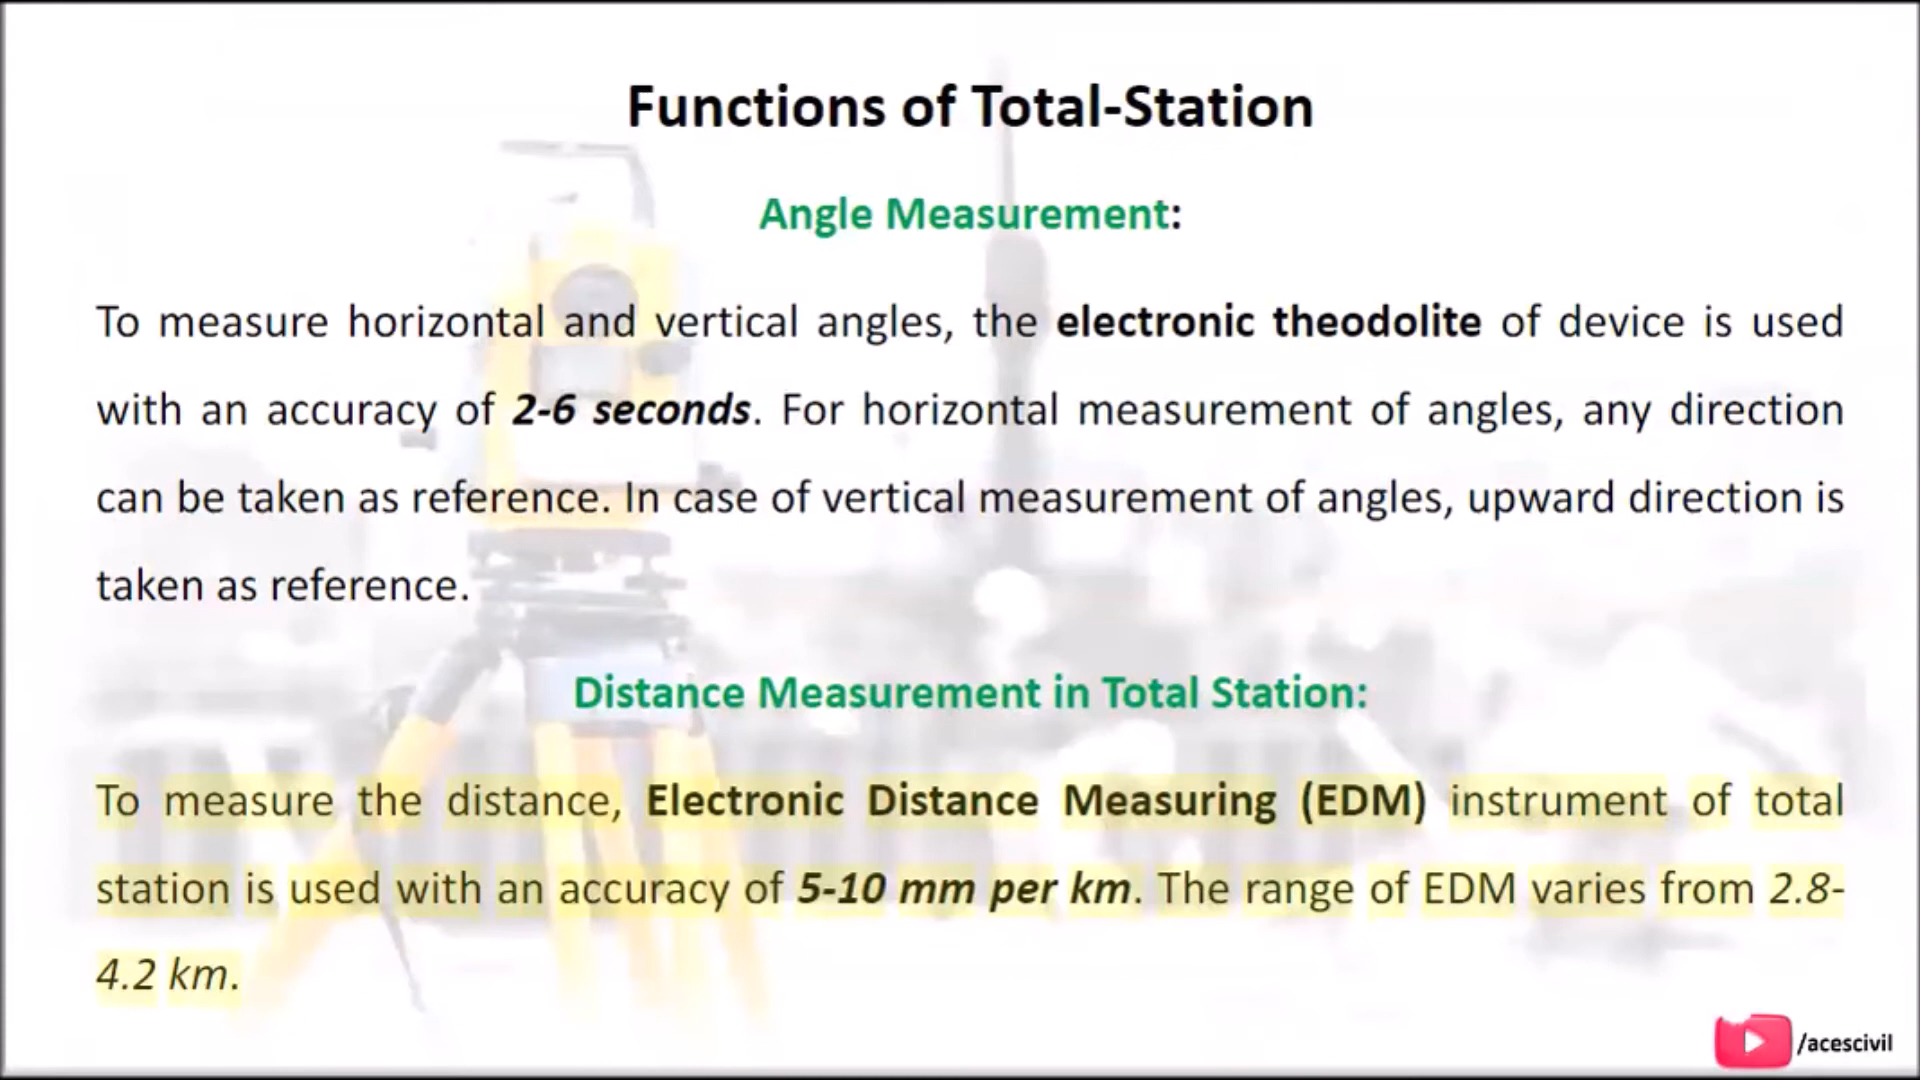 Functions of Total-Station
Angle Measurement:
To measure horizontal and vertical angles, the electronic theodolite of device is used
with an accuracy of 2-6 seconds. For horizontal measurement of angles, any direction
can be taken as reference. In case of vertical measurement of angles, upward direction is
taken as reference.
Distance Measurement in Total Station:
To measure the distance, Electronic Distance Measuring (EDM) instrument of total
station is used with an accuracy of 5-10 mm per km. The range of EDM varies from 2.8-
4.2 km.
/acescivil